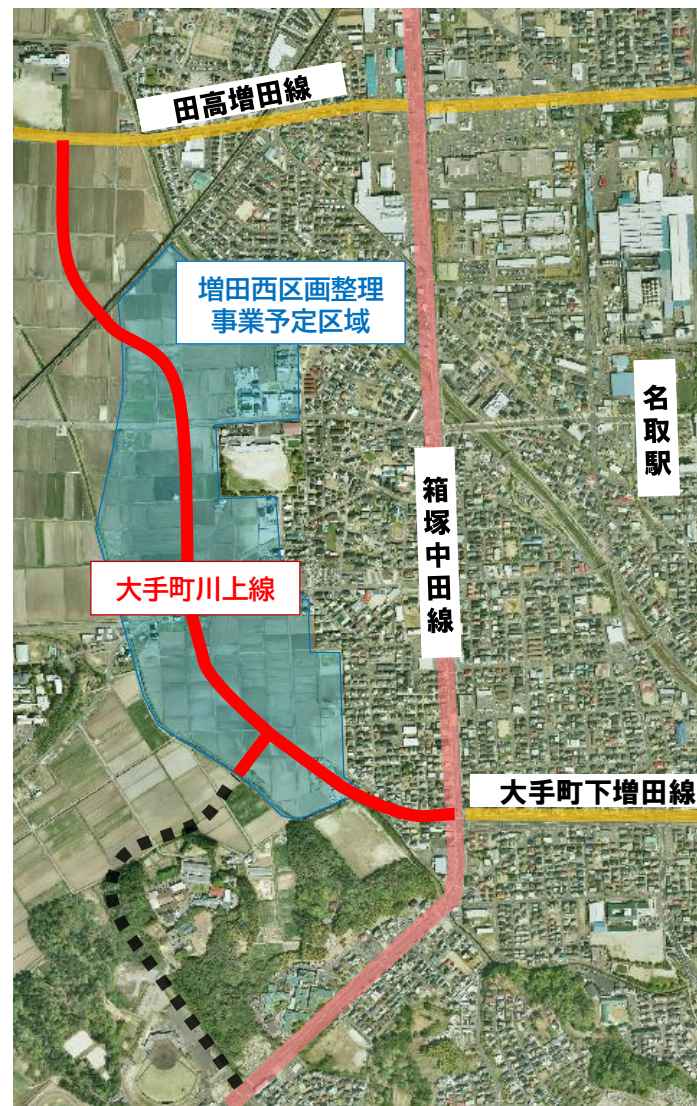 田高増田線
増田西区画整理
事業予定区域
名取駅
箱塚中田線
大手町川上線
大手町下増田線